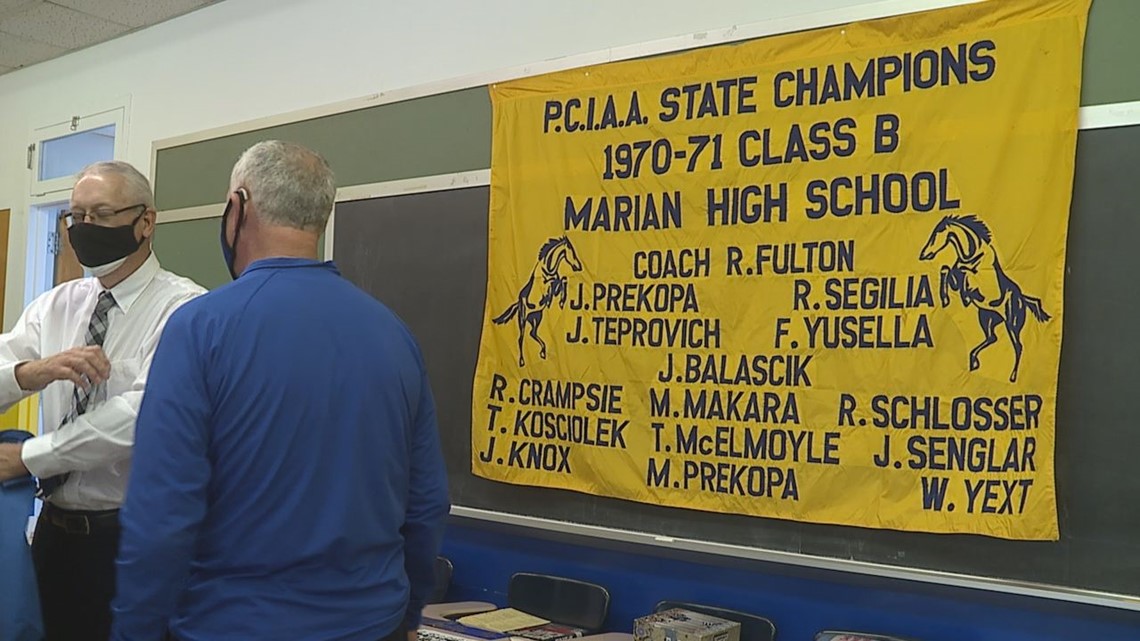 P.C.I.A.A. STATE CHAMPIONS
1970-71 CLASS B
MARIAN HIGH SCHOOL
COACH R.FULTON
J.PREKOPA R.SEGILIA
J.TEPROVICH F.YUSELLA
J.BALASCIK
R.CRAMPSIE M.MAKARA R.SCHLOSSER
T.KOSCIOLEK T.McELMOYLE J.SENGLAR
J.KNOX M.PREKOPA W.YEXT